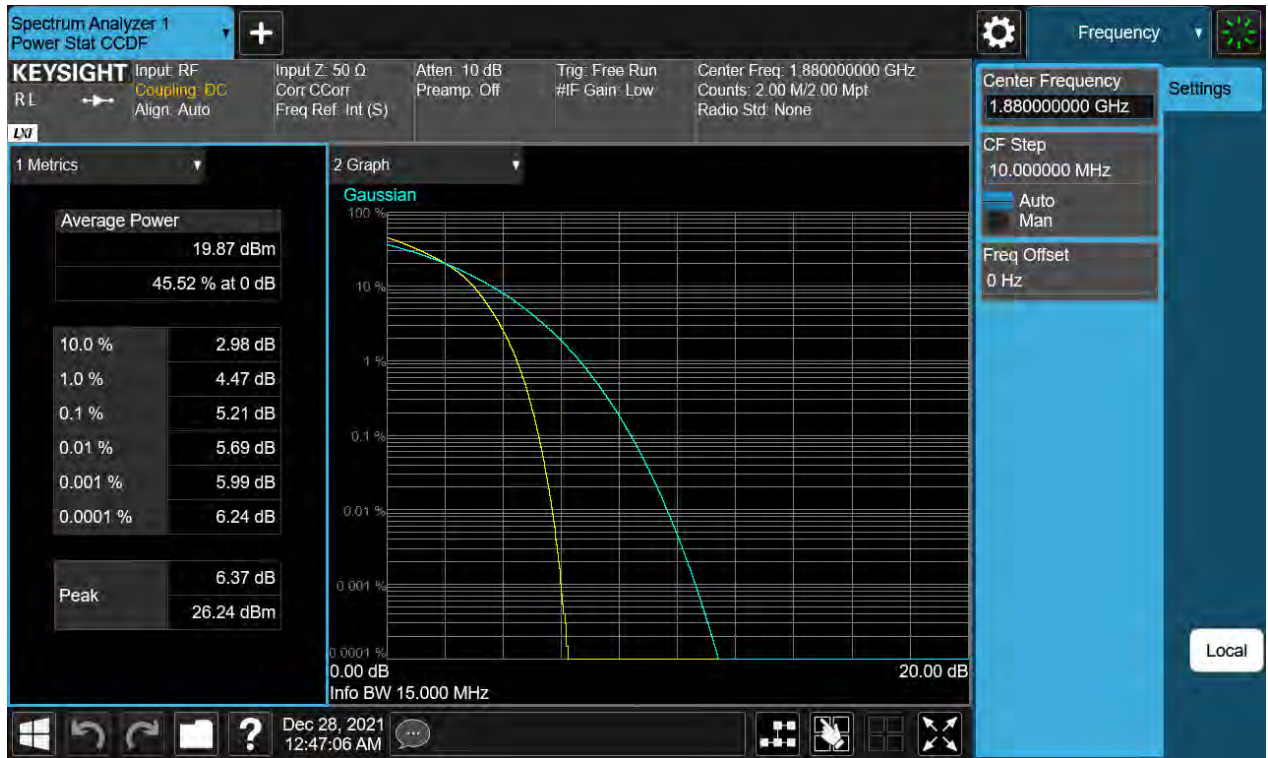 Spectrum Analyzer 1
Power Stat CCDF
+
Frequency
KEYSIGHT
RL
LXI
Input: RF
Coupling: DC
Align: Auto
Input Z: 50 Ω
Corr CCorr
Freq Ref: Int (S)
Atten: 10 dB
Preamp: Off
Trig: Free Run
#IF Gain: Low
Center Freq: 1.880000000 GHz
Counts: 2.00 M/2.00 Mpt
Radio Std: None
Center Frequency
1.880000000 GHz
Settings
CF Step
10.000000 MHz
Auto
Man
Freq Offset
0 Hz
Local
1 Metrics
Average Power
19.87 dBm
45.52 % at 0 dB
10.0 % 2.98 dB
1.0 % 4.47 dB
0.1 % 5.21 dB
0.01 % 5.69 dB
0.001 % 5.99 dB
0.0001 % 6.24 dB
Peak
6.37 dB
26.24 dBm
2 Graph
Gaussian
100 %
10 %
1 %
0.1 %
0.01 %
0.001 %
0.0001 %
0.00 dB 20.00 dB
Info BW 15.000 MHz
?
Dec 28, 2021
12:47:06 AM